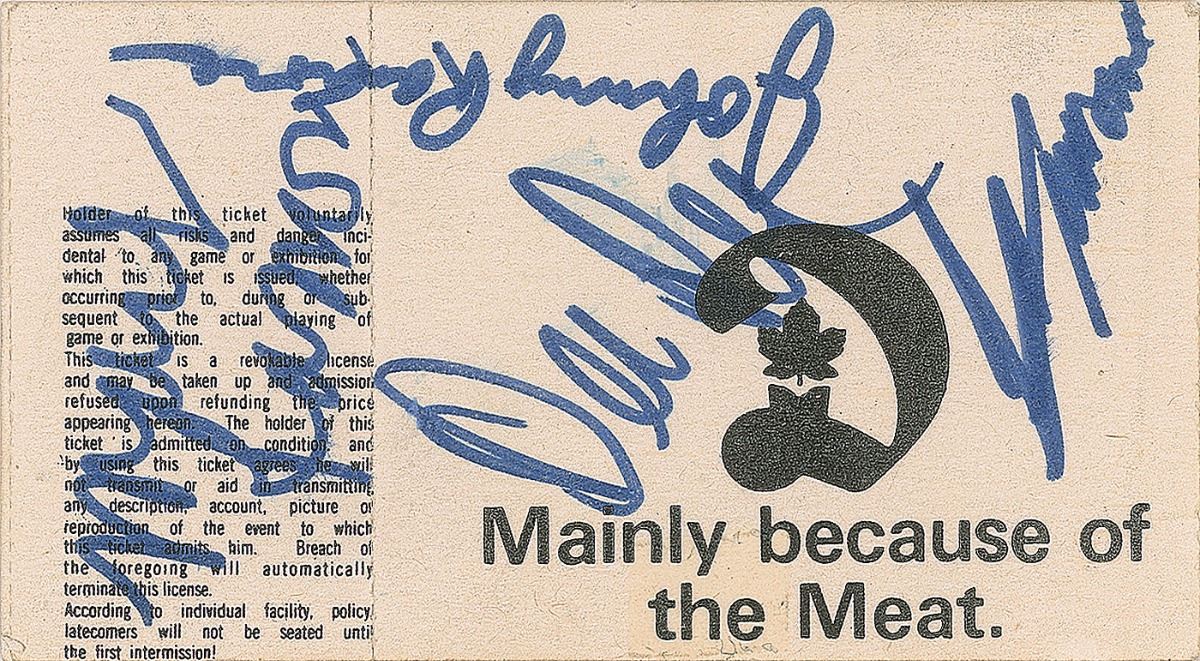 Johnny Ramone
Dee Dee
Holder of this ticket voluntarily
assumes all risks and danger inci-
dental to any game or exhibition for
which this ticket is issued, whether
occurring prior to, during or sub-
sequent to, the actual playing of
game or exhibition.
This ticket is a revokable license
and may be taken up and admission
refused upon refunding the price
appearing hereon. The holder of this
ticket is admitted on condition, and
by using this ticket agrees he will
not transmit or aid in transmitting
any description, account, picture or
reproduction of the event to which
this ticket admits him. Breach of
the foregoing will automatically
terminate this license.
According to individual facility, policy
latecomers will not be seated until
the first intermission!
Mainly because of
the Meat.